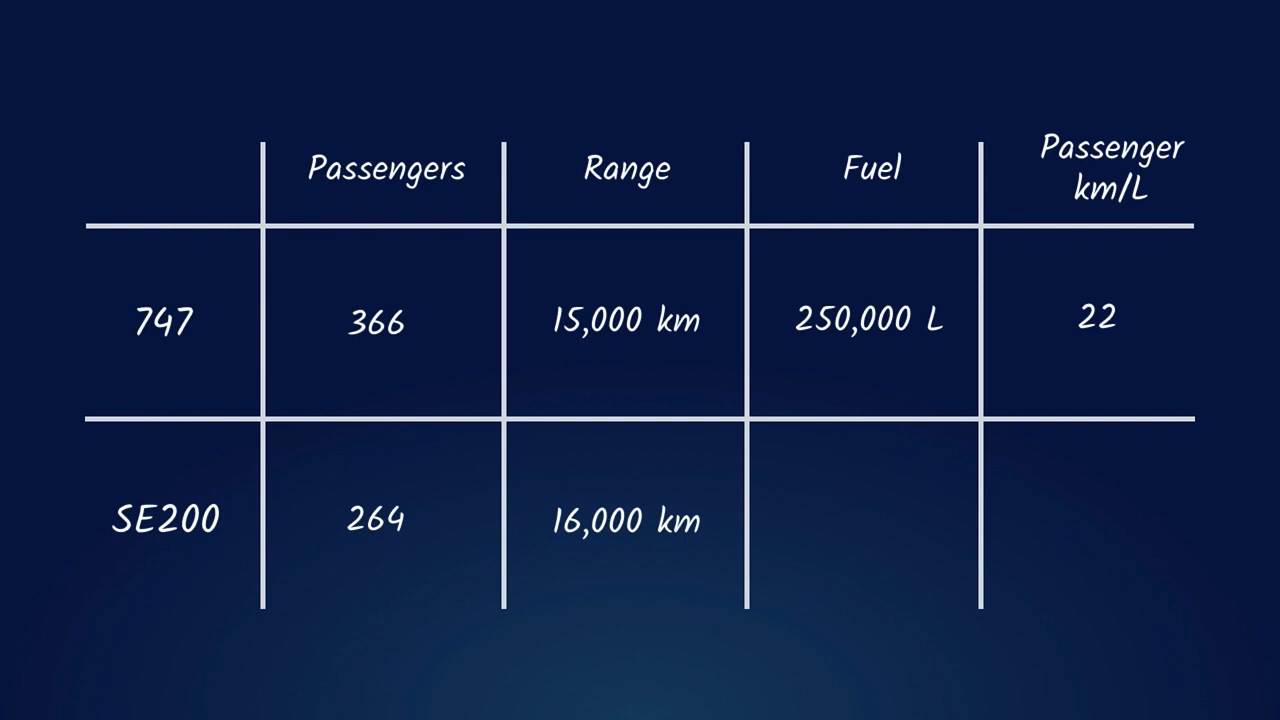 Passengers Range Fuel Passenger km/L
747 366 15,000 km 250,000 L 22
SE200 264 16,000 km